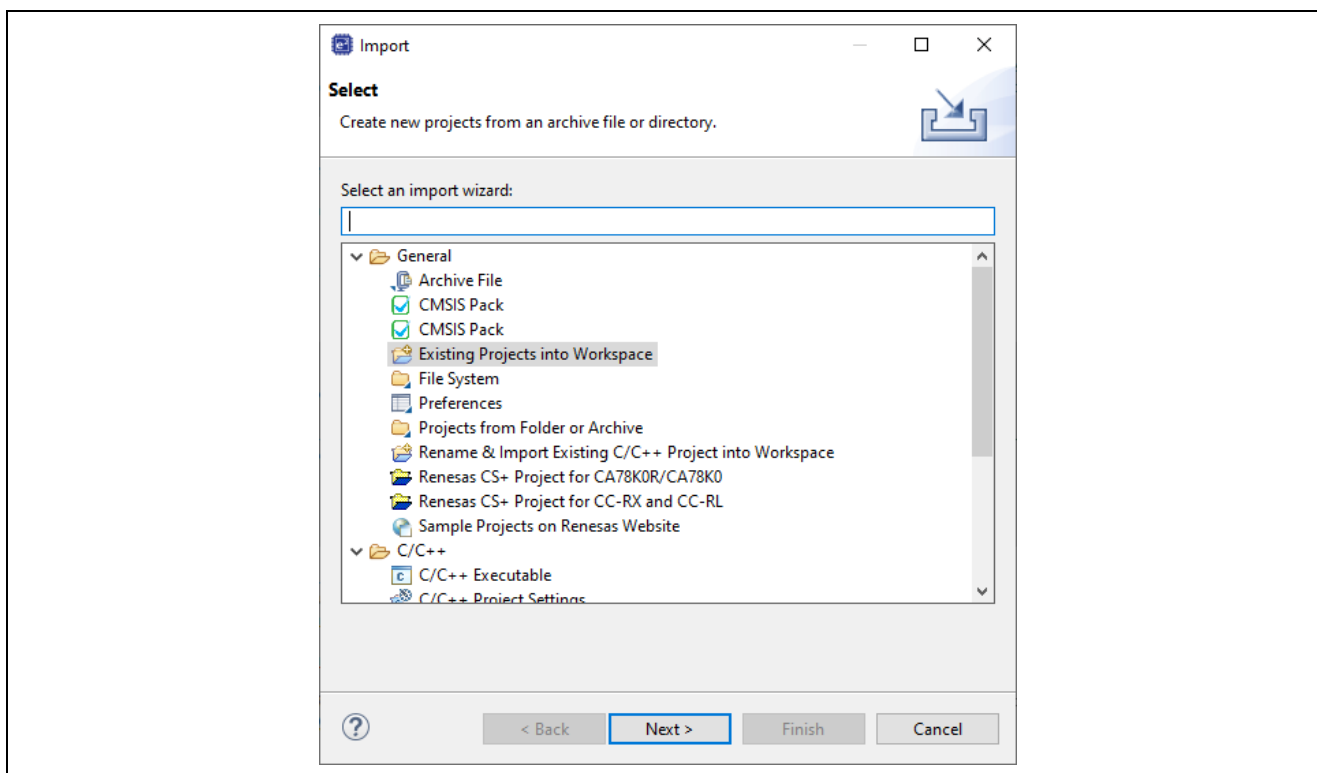 Import
Select
Create new projects from an archive file or directory.
Select an import wizard:
General
Archive File
CMSIS Pack
CMSIS Pack
Existing Projects into Workspace
File System
Preferences
Projects from Folder or Archive
Rename & Import Existing C/C++ Project into Workspace
Renesas CS+ Project for CA78K0R/CA78K0
Renesas CS+ Project for CC-RX and CC-RL
Sample Projects on Renesas Website
C/C++
C/C++ Executable
C/C++ Project Settings
? < Back Next > Finish Cancel